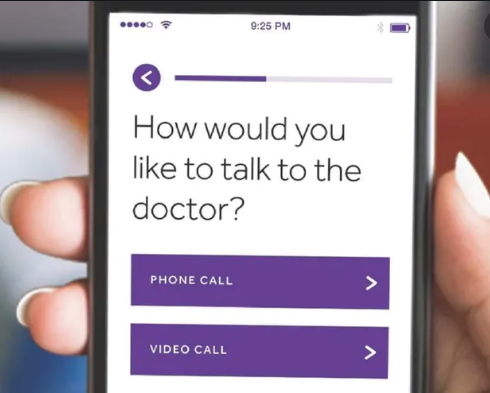 9:25 PM
How would you
like to talk to the
doctor?
PHONE CALL
VIDEO CALL